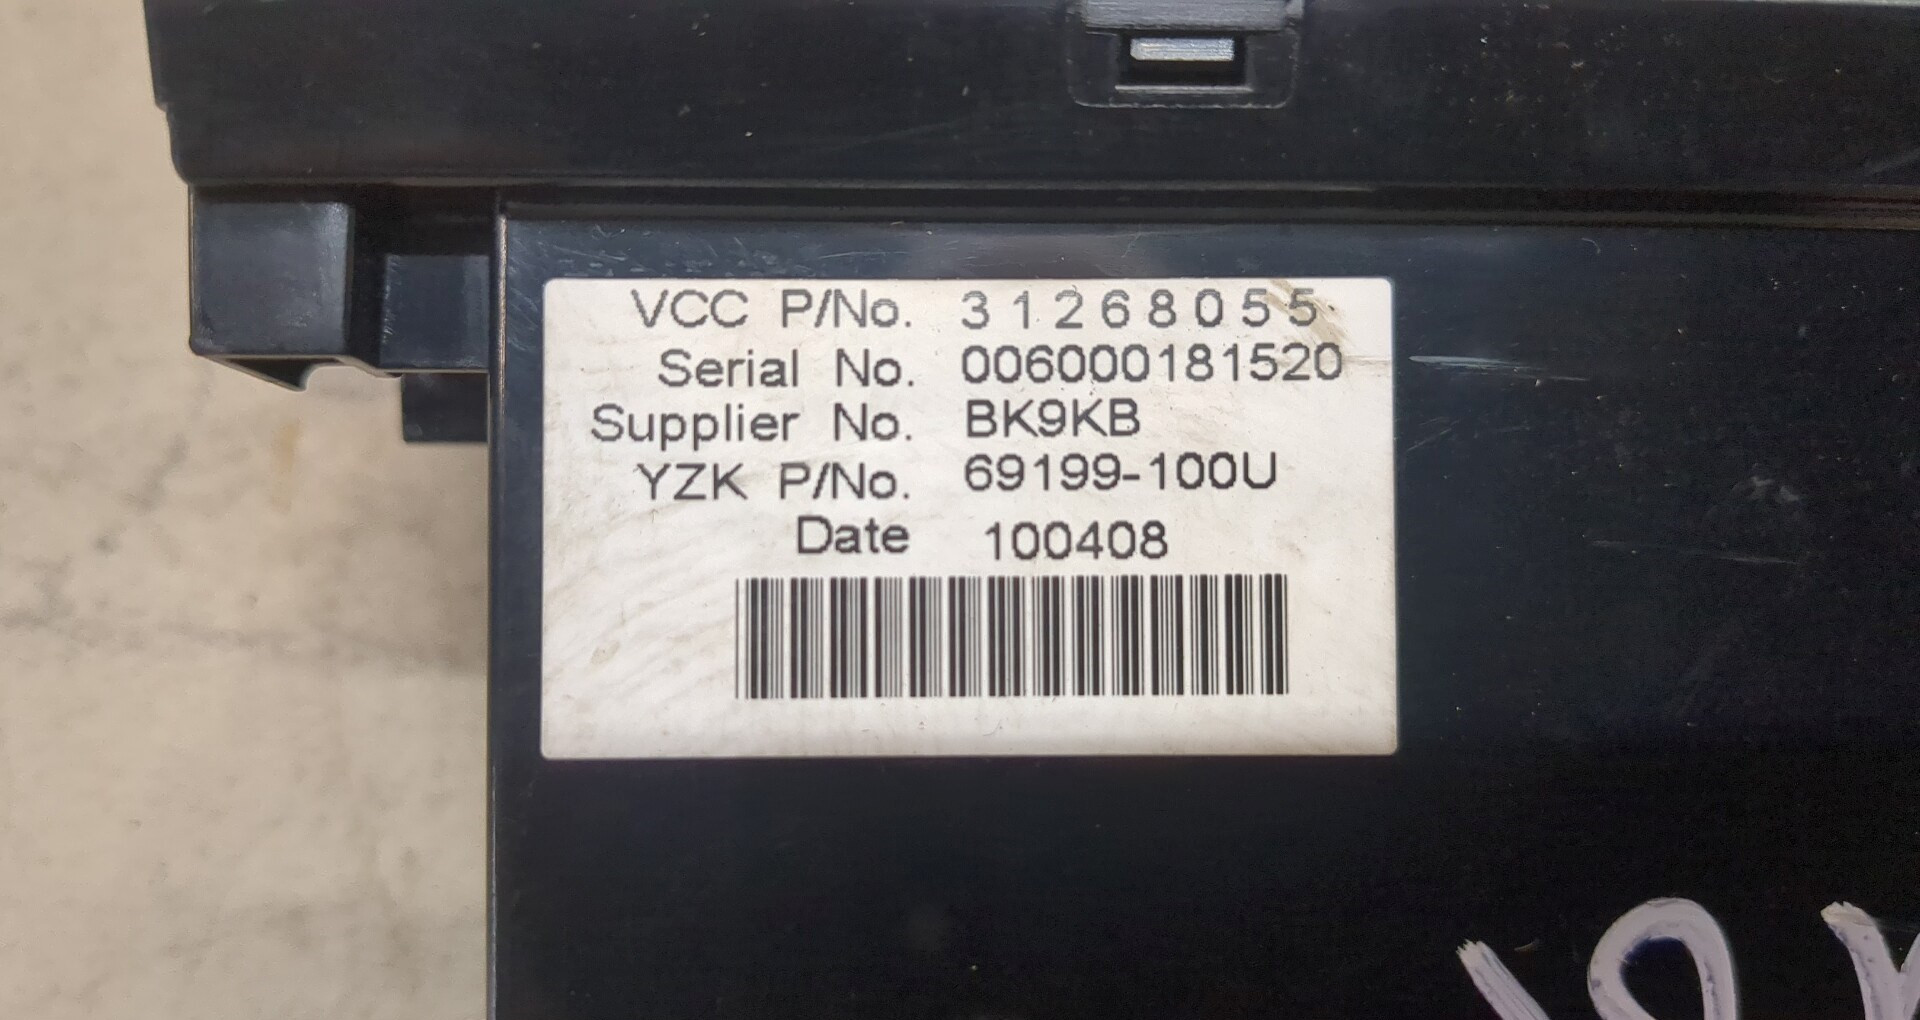 VCC P/No. 31268055
Serial No. 006000181520
Supplier No. BK9KB
YZK P/No. 69199-100U
Date 100408